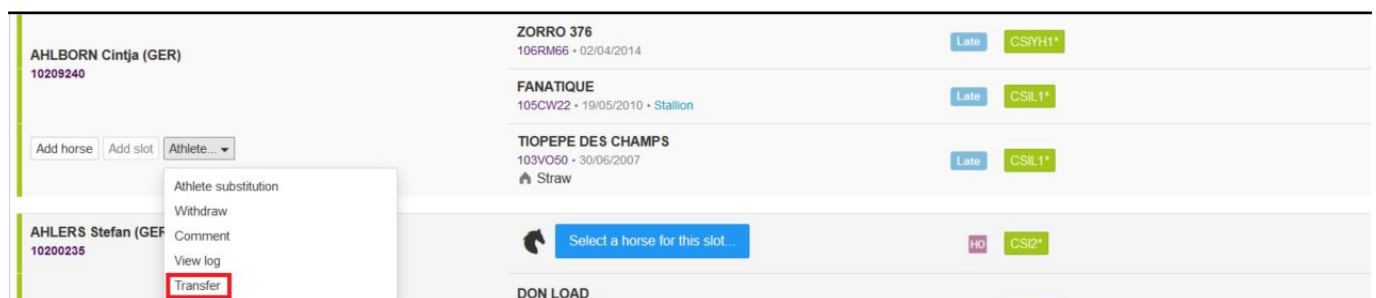 AHLBORN Cintja (GER)
10209240
ZORRO 376
106RM66 • 02/04/2014
Late CSIYH1*
FANATIQUE
105CW22 • 19/05/2010 • Stallion
Late CSIL1*
Add horse Add slot Athlete...
TIOPEPE DES CHAMPS
103VO50 • 30/06/2007
Straw
Late CSIL1*
Athlete substitution
Withdraw
Comment
View log
Transfer
AHLERS Stefan (GER
10200235
Select a horse for this slot...
HO CSI2*
DON LOAD